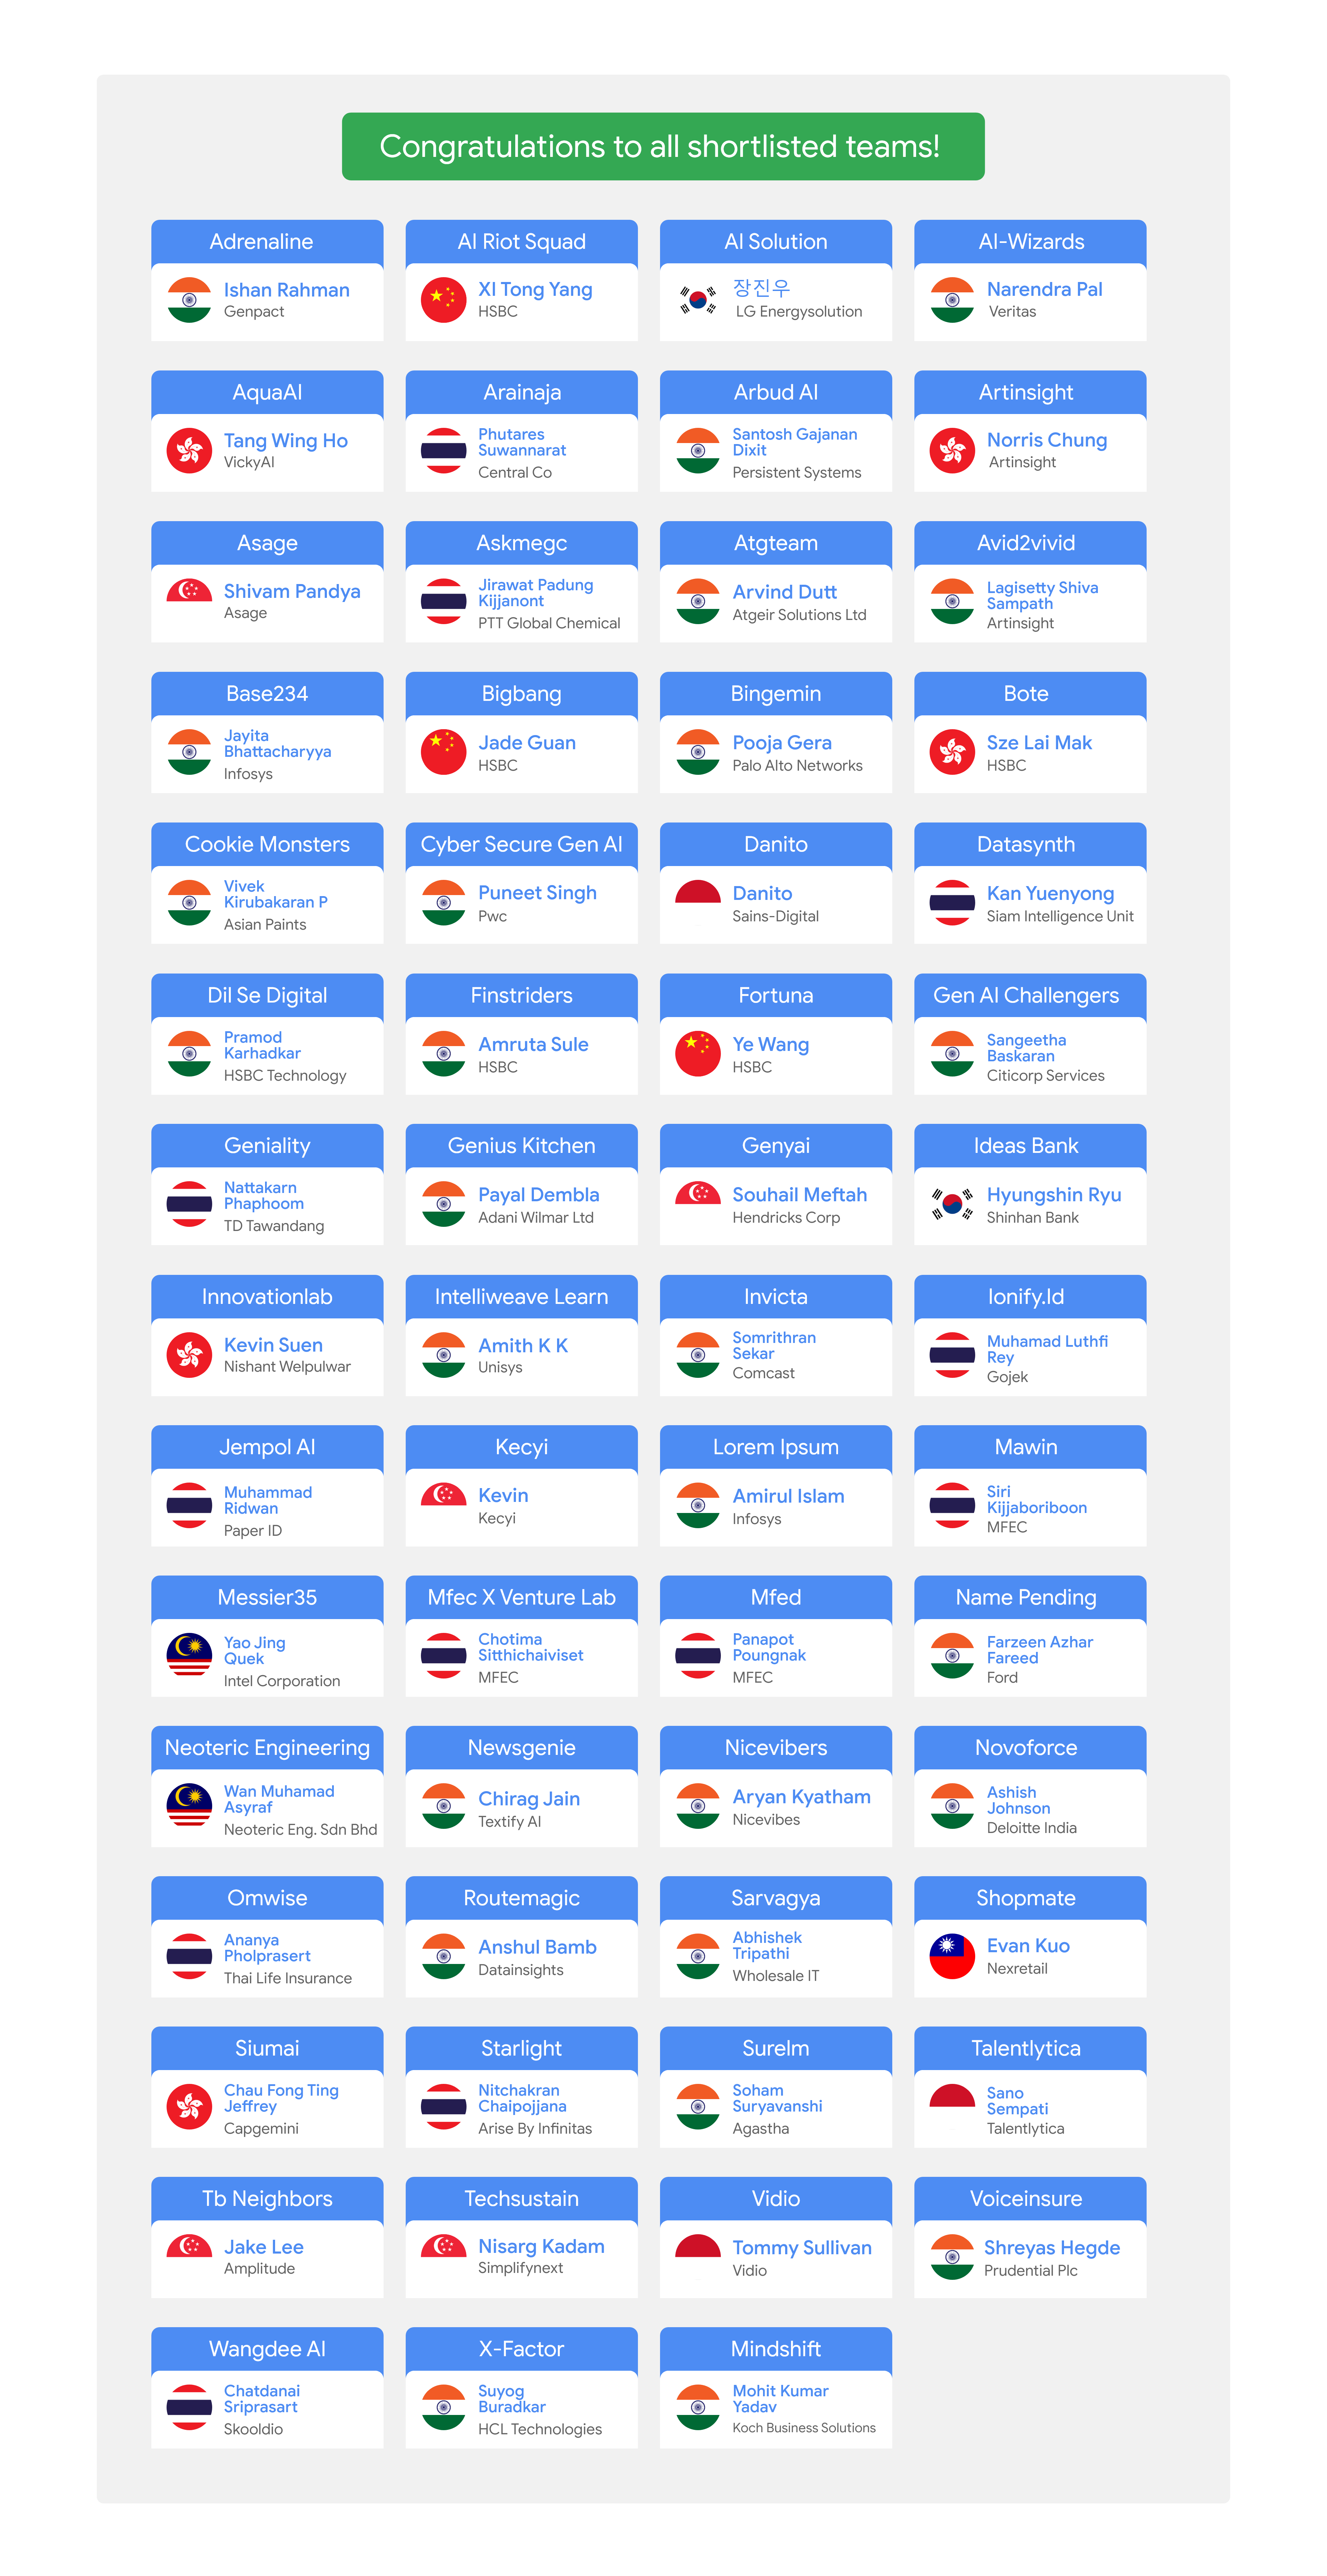 Congratulations to all shortlisted teams!
Adrenaline
Ishan Rahman
Genpact
AI Riot Squad
XI Tong Yang
HSBC
AI Solution
장진우
LG Energysolution
AI-Wizards
Narendra Pal
Veritas
AquaAI
Tang Wing Ho
VickyAI
Arainaja
Phutares
Suwannarat
Central Co
Arbud AI
Santosh Gajanan
Dixit
Persistent Systems
Artinsight
Norris Chung
Artinsight
Asage
Shivam Pandya
Asage
Askmegc
Jirawat Padung
Kijjanont
PTT Global Chemical
Atgteam
Arvind Dutt
Atgeir Solutions Ltd
Avid2vivid
Lagisetty Shiva
Sampath
Artinsight
Base234
Jayita
Bhattacharyya
Infosys
Bigbang
Jade Guan
HSBC
Bingemin
Pooja Gera
Palo Alto Networks
Bote
Sze Lai Mak
HSBC
Cookie Monsters
Vivek
Kirubakaran P
Asian Paints
Cyber Secure Gen AI
Puneet Singh
Pwc
Danito
Danito
Sains-Digital
Datasynth
Kan Yuenyong
Siam Intelligence Unit
Dil Se Digital
Pramod
Karhadkar
HSBC Technology
Finstriders
Amruta Sule
HSBC
Fortuna
Ye Wang
HSBC
Gen AI Challengers
Sangeetha
Baskaran
Citicorp Services
Geniality
Nattakarn
Phaphoom
TD Tawandang
Genius Kitchen
Payal Dembla
Adani Wilmar Ltd
Genyai
Souhail Meftah
Hendricks Corp
Ideas Bank
Hyungshin Ryu
Shinhan Bank
Innovationlab
Kevin Suen
Nishant Welpulwar
Intelliweave Learn
Amith K K
Unisys
Invicta
Somrithran
Sekar
Comcast
Ionify.Id
Muhamad Luthfi
Rey
Gojek
Jempol AI
Muhammad
Ridwan
Paper ID
Kecyi
Kevin
Kecyi
Lorem Ipsum
Amirul Islam
Infosys
Mawin
Siri
Kijjaboriboon
MFEC
Messier35
Yao Jing
Quek
Intel Corporation
Mfec X Venture Lab
Chotima
Sitthichaiviset
MFEC
Mfed
Panapot
Poungnak
MFEC
Name Pending
Farzeen Azhar
Fareed
Ford
Neoteric Engineering
Wan Muhamad
Asyraf
Neoteric Eng. Sdn Bhd
Newsgenie
Chirag Jain
Textify AI
Nicevibers
Aryan Kyatham
Nicevibes
Novoforce
Ashish
Johnson
Deloitte India
Omwise
Ananya
Pholprasert
Thai Life Insurance
Routemagic
Anshul Bamb
Datainsights
Sarvagya
Abhishek
Tripathi
Wholesale IT
Shopmate
Evan Kuo
Nexretail
Siumai
Chau Fong Ting
Jeffrey
Capgemini
Starlight
Nitchakran
Chaipojjana
Arise By Infinitas
Surelm
Soham
Suryavanshi
Agastha
Talentlytica
Sano
Sempati
Talentlytica
Tb Neighbors
Jake Lee
Amplitude
Techsustain
Nisarg Kadam
Simplifynext
Vidio
Tommy Sullivan
Vidio
Voiceinsure
Shreyas Hegde
Prudential Plc
Wangdee AI
Chatdanai
Sriprasart
Skooldio
X-Factor
Suyog
Buradkar
HCL Technologies
Mindshift
Mohit Kumar
Yadav
Koch Business Solutions